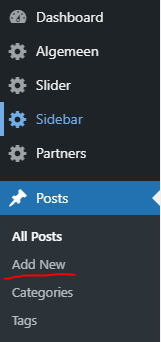 Dashboard
Algemeen
Slider
Sidebar
Partners
Posts
All Posts
Add New
Categories
Tags